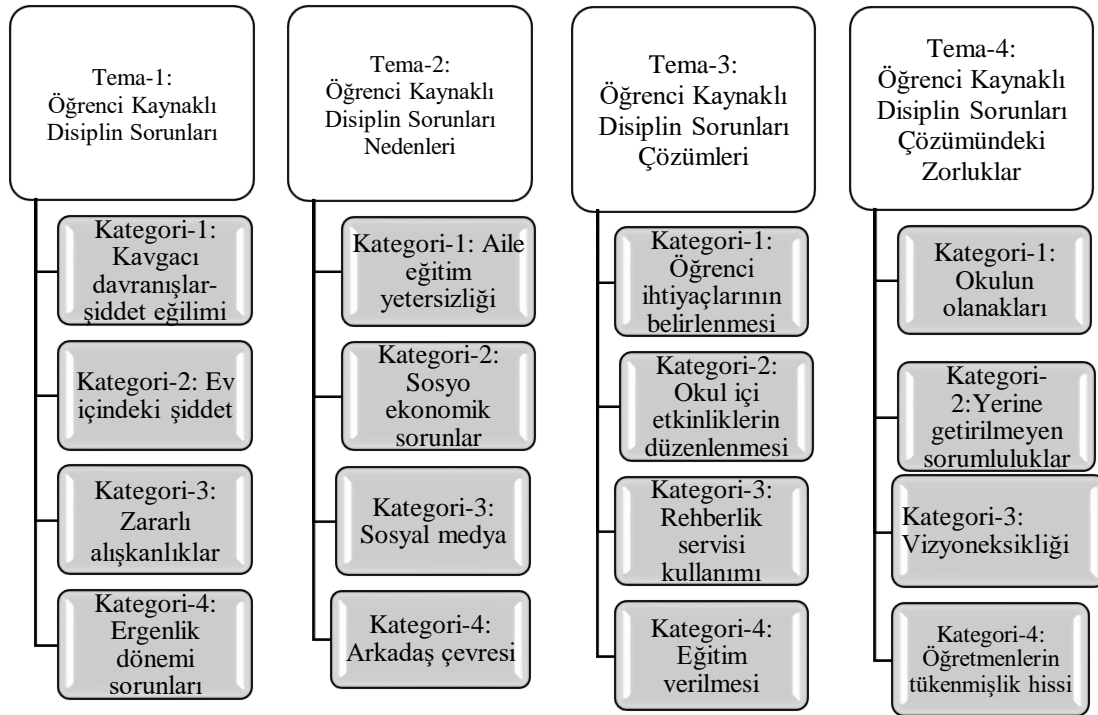 Tema-1:
Öğrenci Kaynaklı
Disiplin Sorunları
Kategori-1:
Kavgacı
davranışlar-
şiddet eğilimi
Kategori-2: Ev
içindeki şiddet
Kategori-3:
Zararlı
alışkanlıklar
Kategori-4:
Ergenlik
dönemi
sorunları
Tema-2:
Öğrenci Kaynaklı
Disiplin Sorunları
Nedenleri
Kategori-1: Aile
eğitim
yetersizliği
Kategori-2:
Sosyo
ekonomik
sorunlar
Kategori-3:
Sosyal medya
Kategori-4:
Arkadaş çevresi
Tema-3:
Öğrenci Kaynaklı
Disiplin Sorunları
Çözümleri
Kategori-1:
Öğrenci
ihtiyaçlarının
belirlenmesi
Kategori-2:
Okul içi
etkinliklerin
düzenlenmesi
Kategori-3:
Rehberlik
servisi
kullanımı
Kategori-4:
Eğitim
verilmesi
Tema-4:
Öğrenci Kaynaklı
Disiplin Sorunları
Çözümündeki
Zorluklar
Kategori-1:
Okulun
olanakları
Kategori-
2:Yerine
getirilmeyen
sorumluluklar
Kategori-3:
Vizyoneksikliği
Kategori-4:
Öğretmenlerin
tükenmişlik hissi